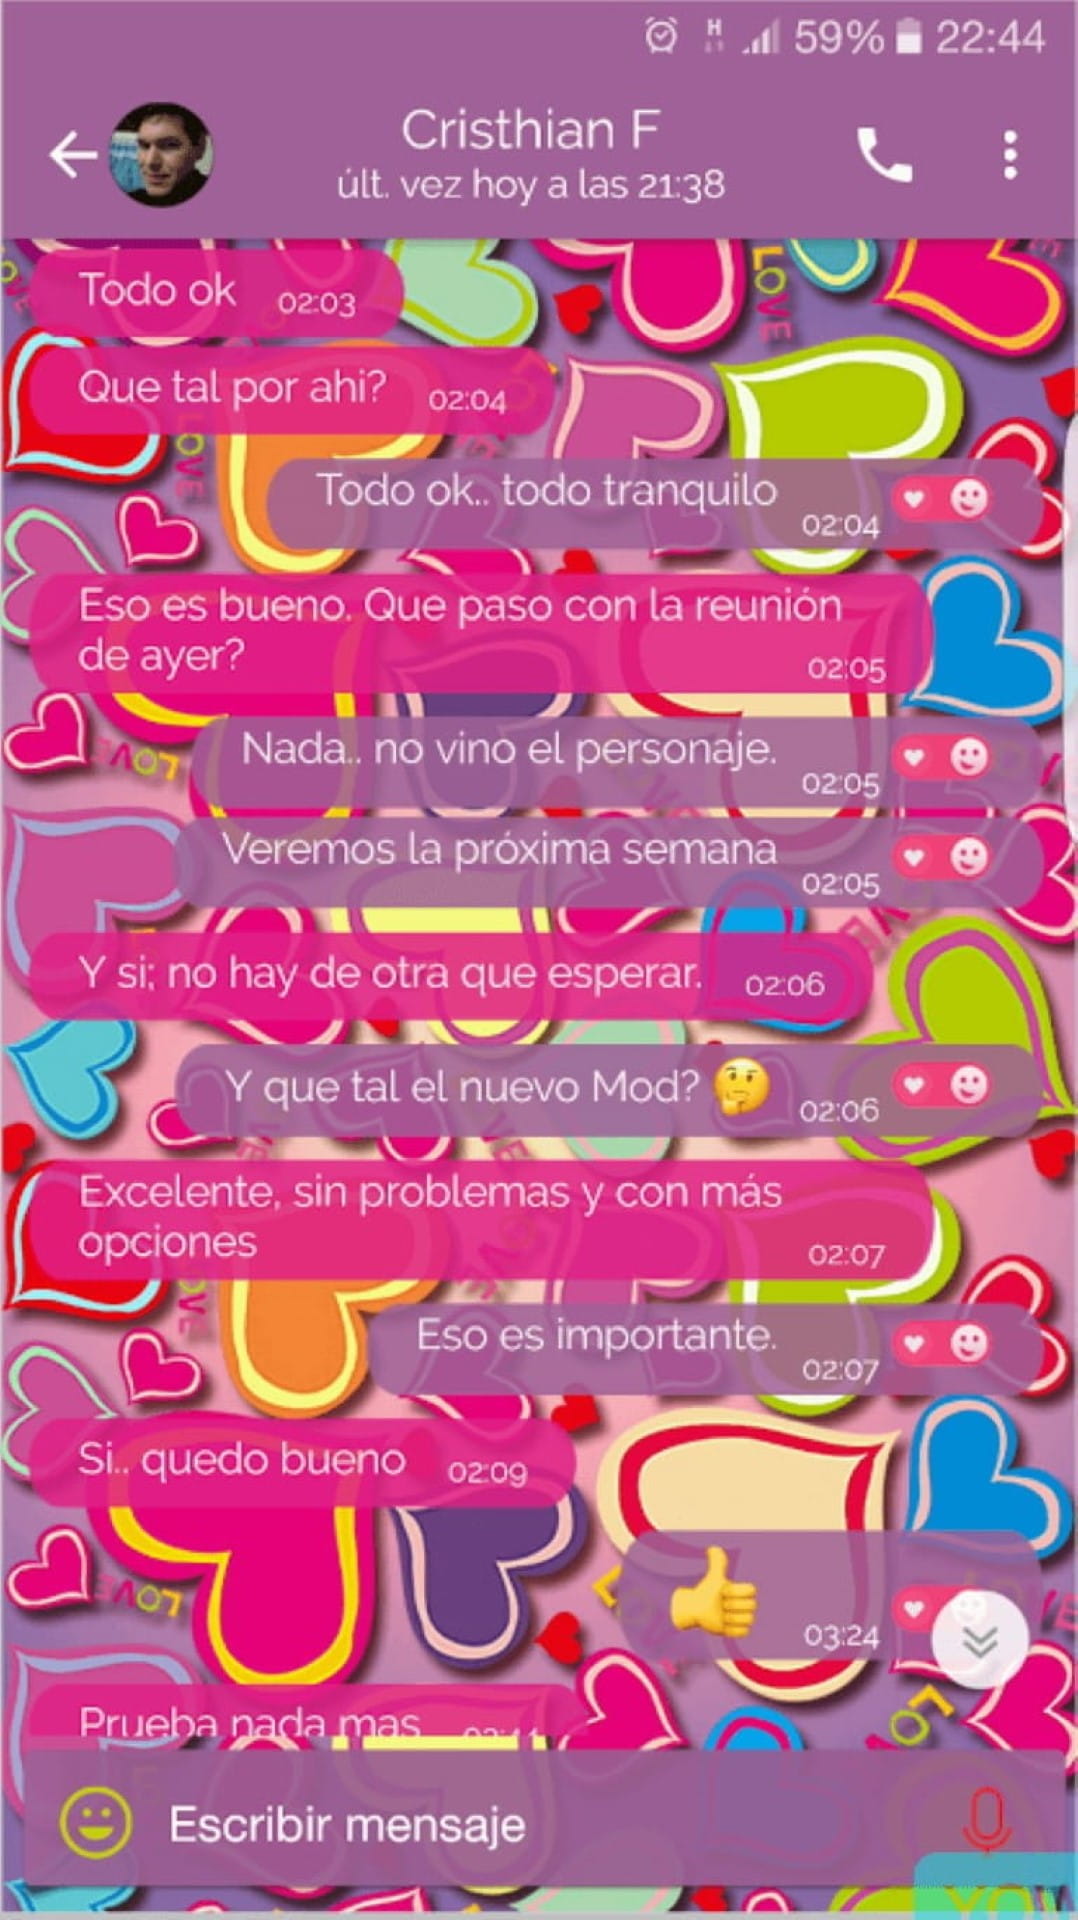 59% 22:44
Cristhian F
últ. vez hoy a las 21:38
Todo ok 02:03
Que tal por ahi? 02:04
Todo ok.. todo tranquilo 02:04
Eso es bueno. Que paso con la reunión
de ayer? 02:05
Nada.. no vino el personaje. 02:05
Veremos la próxima semana 02:05
Y si; no hay de otra que esperar. 02:06
Y que tal el nuevo Mod? 🤔 02:06
Excelente, sin problemas y con más
opciones 02:07
Eso es importante. 02:07
Si.. quedo bueno 02:09
👍 03:24
Prueba nada mas
Escribir mensaje